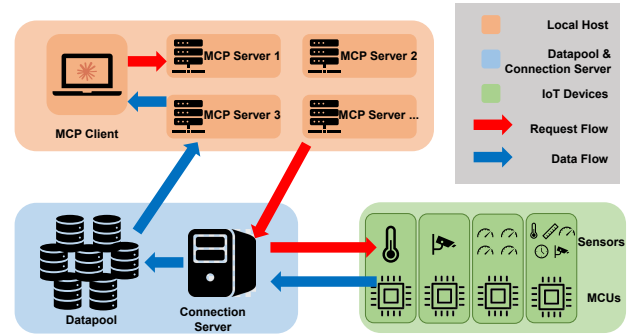 MCP Server 1
MCP Server 2
MCP Client
MCP Server 3
MCP Server ...
Local Host
Datapool &
Connection Server
IoT Devices
Request Flow
Data Flow
Datapool
Connection
Server
Sensors
MCUs